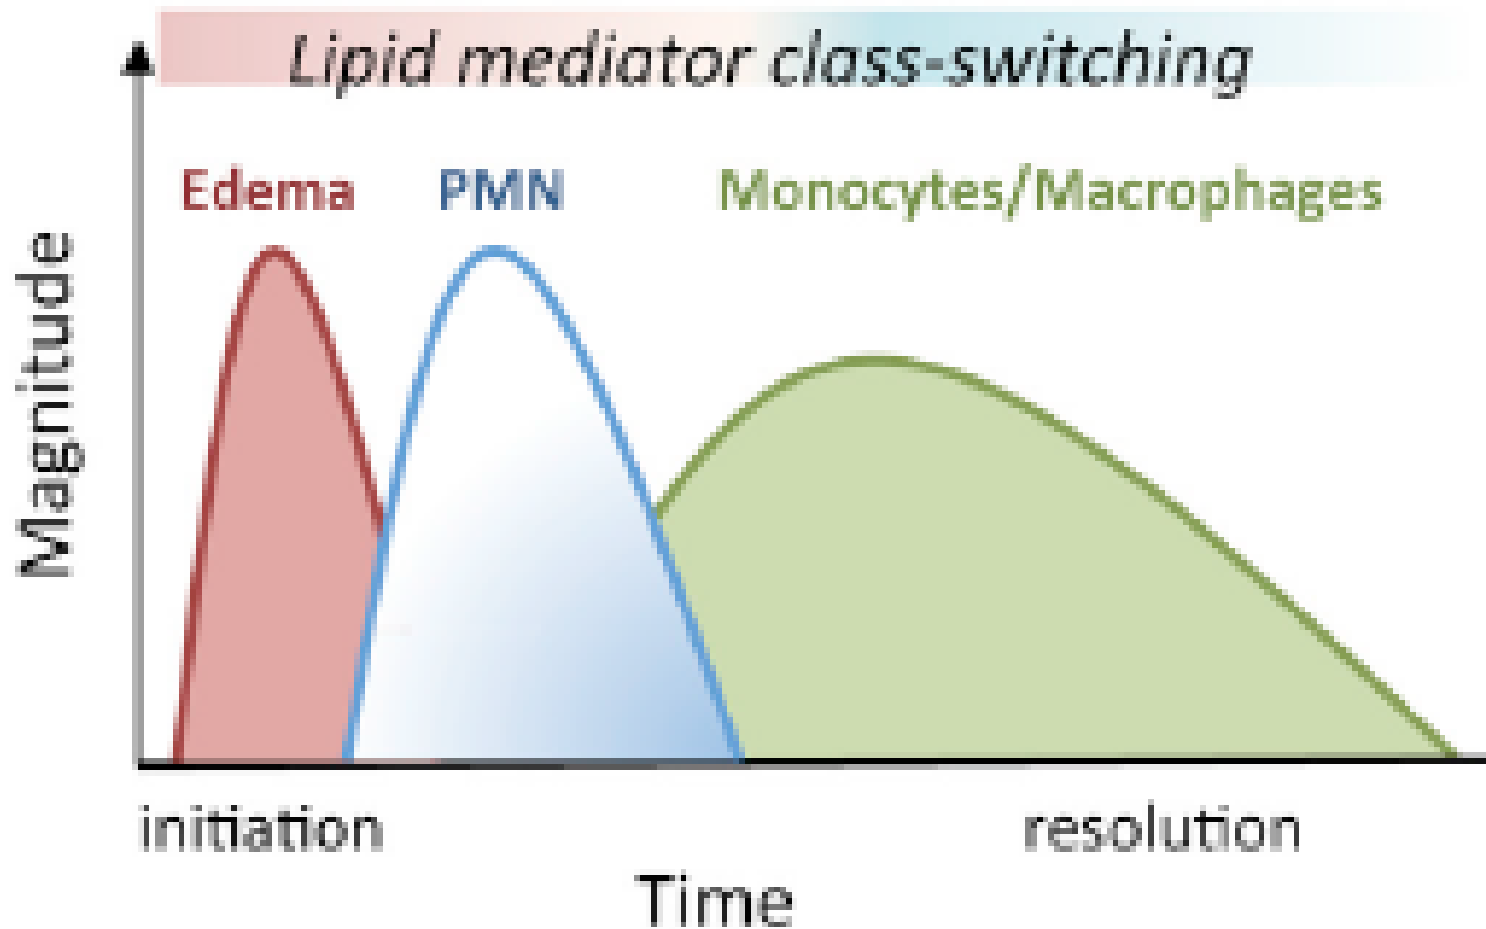 Lipid mediator class-switching
Edema
PMN
Monocytes/Macrophages
Magnitude
initiation
resolution
Time